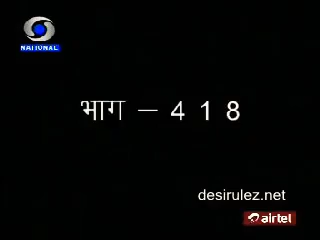 NATIONAL
भाग – 4 1 8
desirulez.net
airtel